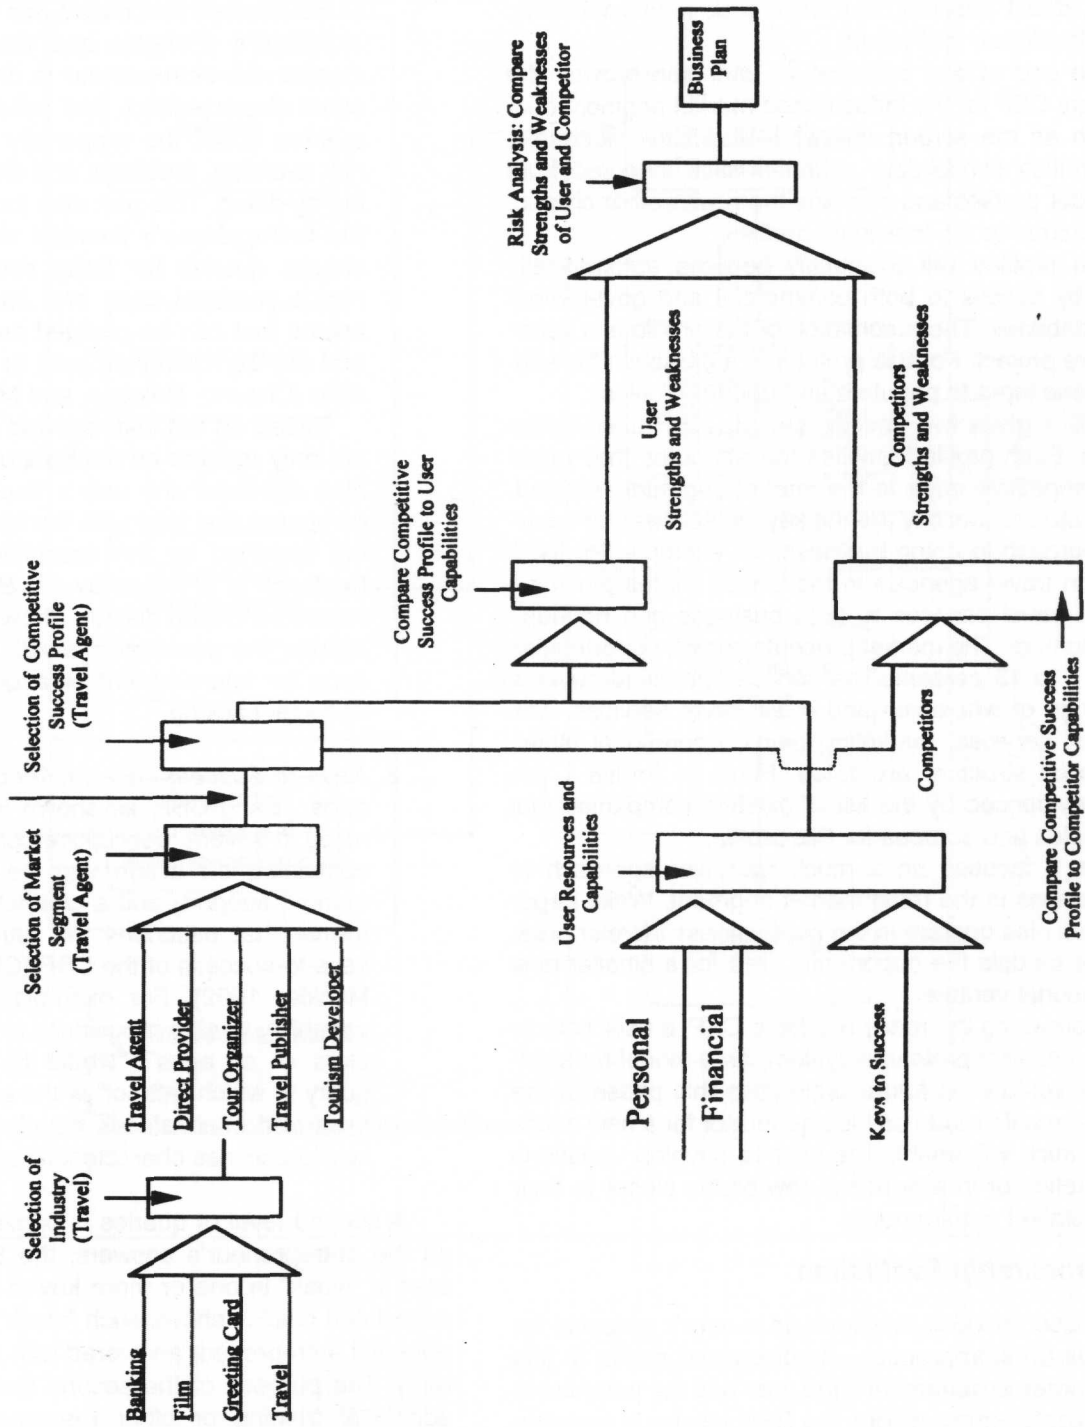 Banking
Film
Greeting Card
Travel
Selection of
Industry
(Travel)
Travel Agent
Direct Provider
Tour Organizer
Travel Publisher
Tourism Developer
Selection of Market
Segment
(Travel Agent)
Selection of Competitive
Success Profile
(Travel Agent)
Personal
Financial
Keys to Success
User Resources and
Capabilities
Competitors
Compare Competitive
Success Profile to User
Capabilities
Compare Competitive Success
Profile to Competitor Capabilities
User
Strengths and Weaknesses
Competitors
Strengths and Weaknesses
Risk Analysis: Compare
Strengths and Weaknesses
of User and Competitor
Business
Plan